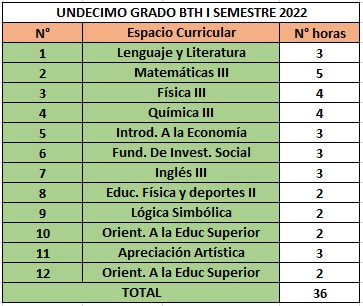 UNDECIMO GRADO BTH I SEMESTRE 2022
N° Espacio Curricular N° horas
1 Lenguaje y Literatura 3
2 Matemáticas III 5
3 Física III 4
4 Química III 4
5 Introd. A la Economía 3
6 Fund. De Invest. Social 3
7 Inglés III 3
8 Educ. Física y deportes II 2
9 Lógica Simbólica 2
10 Orient. A la Educ Superior 2
11 Apreciación Artística 3
12 Orient. A la Educ Superior 2
TOTAL 36